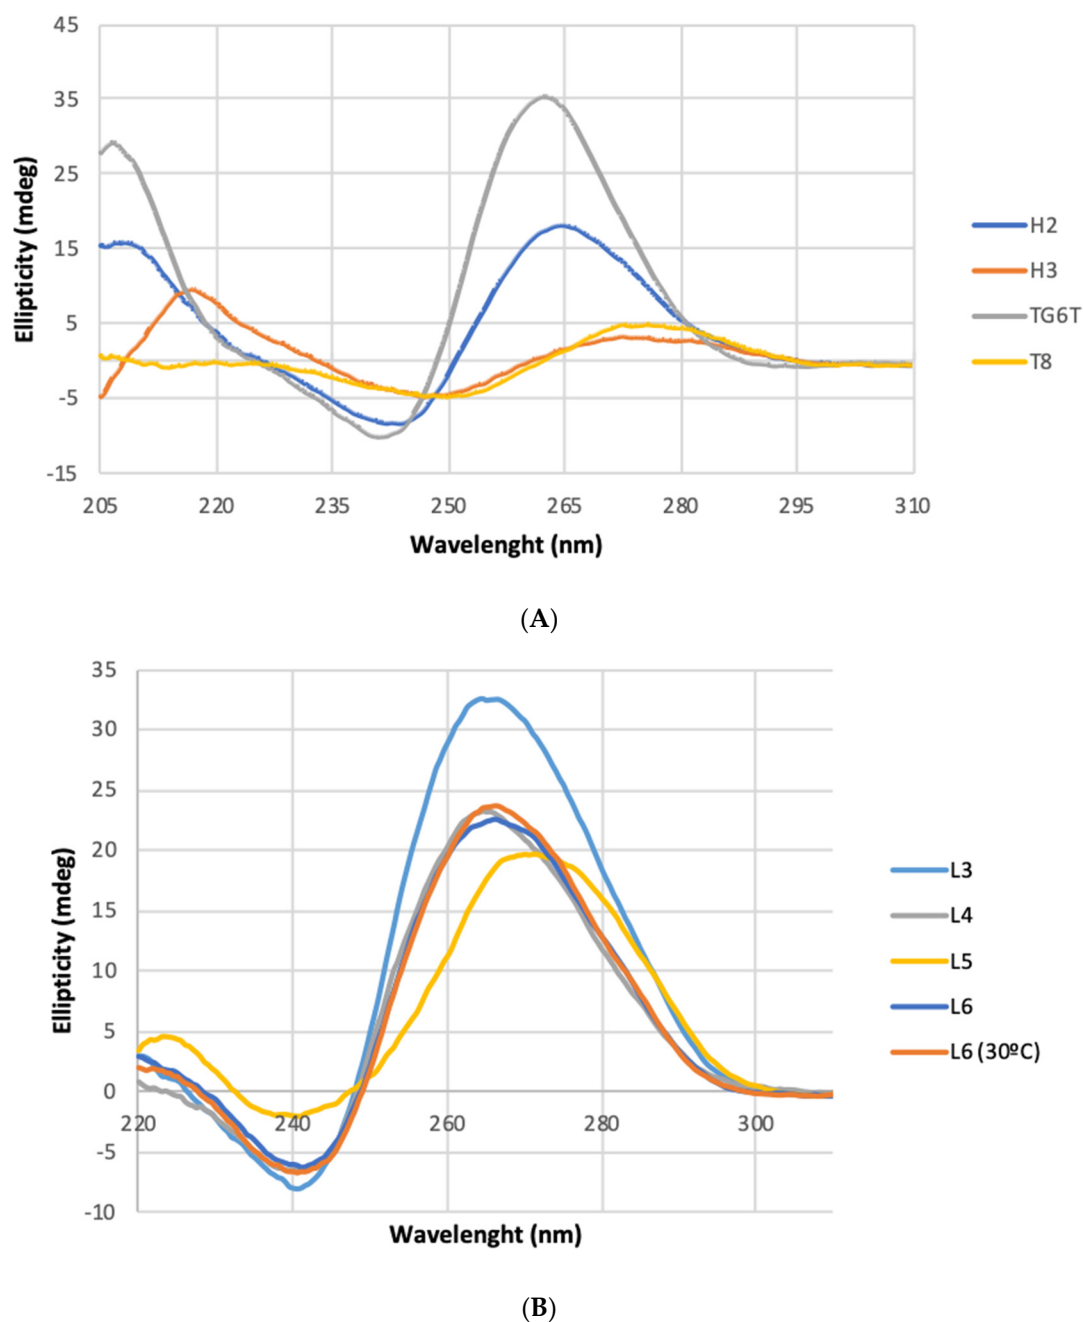 45
35
25
15
5
-5
-15
Ellipticity (mdeg)
205 220 235 250 265 280 295 310
Wavelenght (nm)
H2
H3
TG6T
T8
(A)
35
30
25
20
15
10
5
0
-5
-10
Ellipticity (mdeg)
220 240 260 280 300
Wavelenght (nm)
L3
L4
L5
L6
L6 (30ºC)
(B)